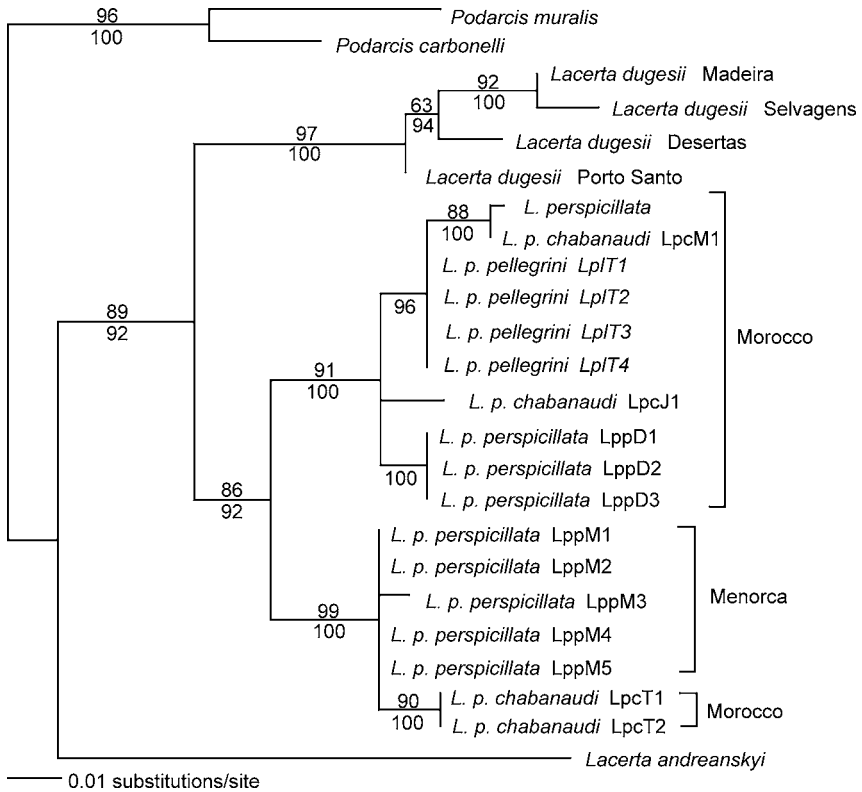 96
100
Podarcis muralis
Podarcis carbonelli
97
100
63
94
92
100
Lacerta dugesii Madeira
Lacerta dugesii Selvagens
Lacerta dugesii Desertas
Lacerta dugesii Porto Santo
89
92
86
92
91
100
96
88
100
L. perspicillata
L. p. chabanaudi LpcM1
L. p. pellegrini LplT1
L. p. pellegrini LplT2
L. p. pellegrini LplT3
L. p. pellegrini LplT4
L. p. chabanaudi LpcJ1
100
L. p. perspicillata LppD1
L. p. perspicillata LppD2
L. p. perspicillata LppD3
Morocco
99
100
L. p. perspicillata LppM1
L. p. perspicillata LppM2
L. p. perspicillata LppM3
L. p. perspicillata LppM4
L. p. perspicillata LppM5
Menorca
90
100
L. p. chabanaudi LpcT1
L. p. chabanaudi LpcT2
Morocco
Lacerta andreanskyi
0.01 substitutions/site